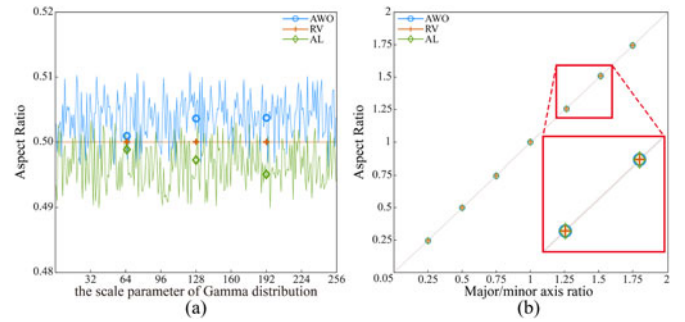 0.52
0.51
0.50
0.49
0.48
Aspect Ratio
AWO
RV
AL
32 64 96 128 160 192 224 256
the scale parameter of Gamma distribution
(a)
2
1.75
1.5
1.25
1
0.75
0.5
0.25
Aspect Ratio
AWO
RV
AL
0.25 0.5 0.75 1 1.25 1.5 1.75 2
Major/minor axis ratio
(b)